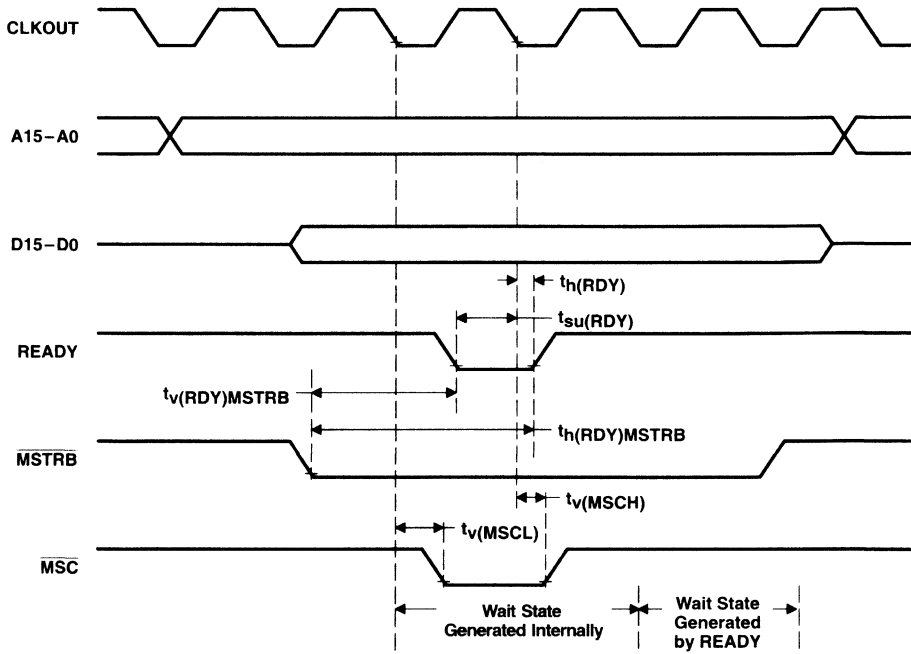 CLKOUT
A15–A0
D15–D0
th(RDY)
tsu(RDY)
READY
tv(RDY)MSTRB
th(RDY)MSTRB
MSTRB
tv(MSCH)
tv(MSCL)
MSC
Wait State
Generated Internally
Wait State
Generated
by READY